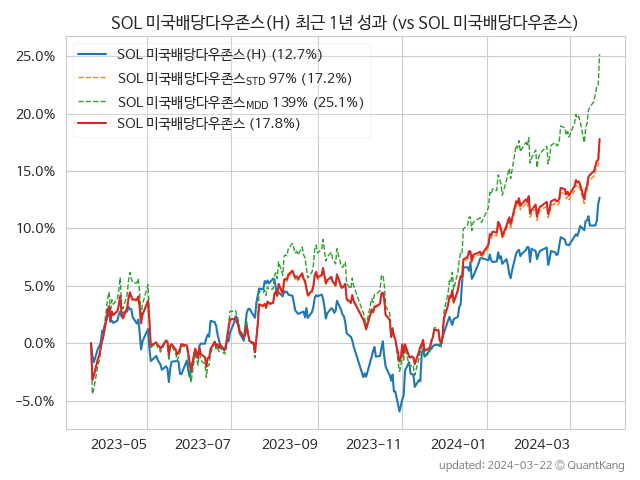 SOL 미국배당다우존스(H) 최근 1년 성과 (vs SOL 미국배당다우존스)
SOL 미국배당다우존스(H) (12.7%)
SOL 미국배당다우존스STD 97% (17.2%)
SOL 미국배당다우존스MDD 139% (25.1%)
SOL 미국배당다우존스 (17.8%)
25.0%
20.0%
15.0%
10.0%
5.0%
0.0%
−5.0%
2023-05 2023-07 2023-09 2023-11 2024-01 2024-03
updated: 2024-03-22 © QuantKang